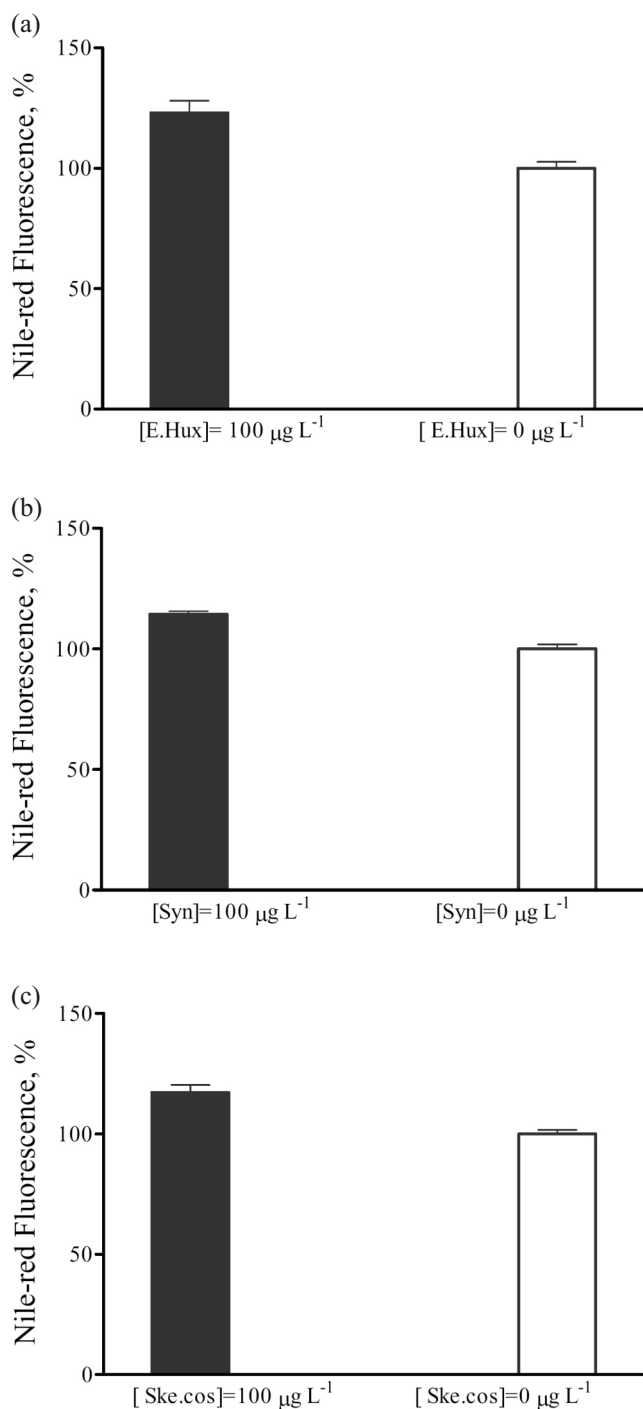 (a)
Nile-red Fluorescence, %
150
100
50
0
[E.Hux]= 100 μg L⁻¹
[ E.Hux]= 0 μg L⁻¹
(b)
Nile-red Fluorescence, %
150
100
50
0
[Syn]=100 μg L⁻¹
[Syn]=0 μg L⁻¹
(c)
Nile-red Fluorescence, %
150
100
50
0
[ Ske.cos]=100 μg L⁻¹
[ Ske.cos]=0 μg L⁻¹